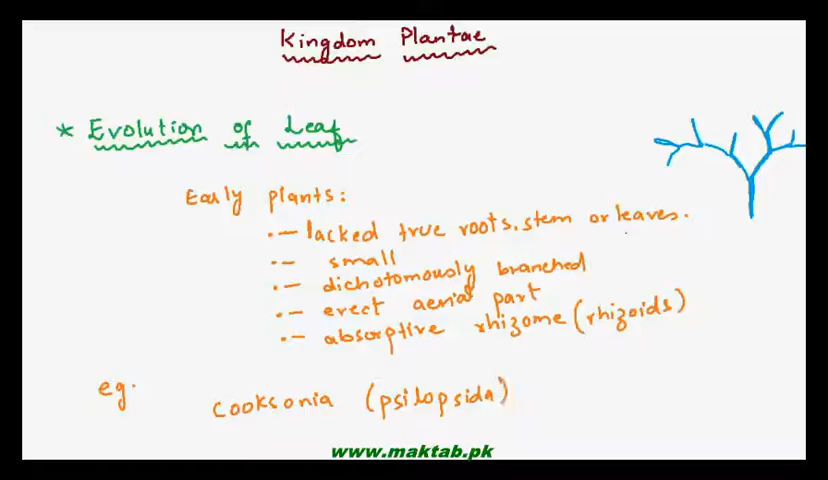 Kingdom Plantae
* Evolution of Leaf
Early plants:
.— lacked true roots, stem or leaves.
.— small
.— dichotomously branched
.— erect aerial part
.— absorptive rhizome (rhizoids)
eg. Cooksonia (psilopsida)
www.maktab.pk